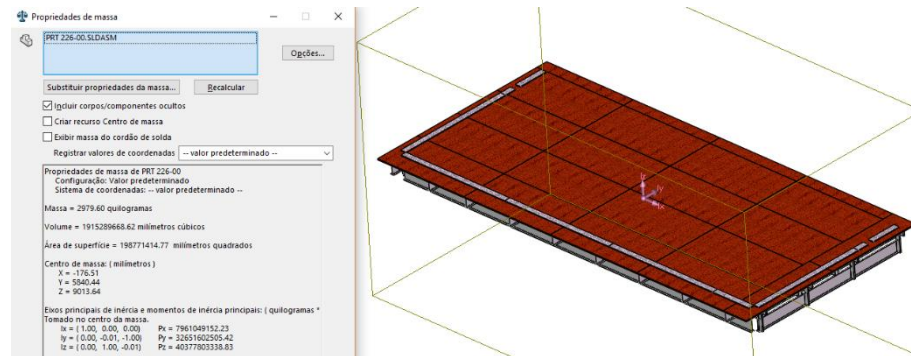 Propriedades de massa
PRT 226-00.SLDASM
Opções...
Substituir propriedades da massa...
Recalcular
Incluir corpos/componentes ocultos
Criar recurso Centro de massa
Exibir massa do cordão de solda
Registrar valores de coordenadas
-- valor predeterminado --
Propriedades de massa de PRT 226-00
Configuração: Valor predeterminado
Sistema de coordenadas: -- valor predeterminado --
Massa = 2979.60 quilogramas
Volume = 1915289668.62 milímetros cúbicos
Área de superfície = 198771414.77 milímetros quadrados
Centro de massa: ( milímetros )
X = -176.51
Y = 5840.44
Z = 9013.64
Eixos principais de inércia e momentos de inércia principais: ( quilogramas *
Tomado no centro da massa.
Ix = ( 1.00, 0.00, 0.00) Px = 7961049152.23
Iy = ( 0.00, -0.01, -1.00) Py = 32651602505.42
Iz = ( 0.00, 1.00, -0.01) Pz = 40377803338.83
Iz
Iy
Ix